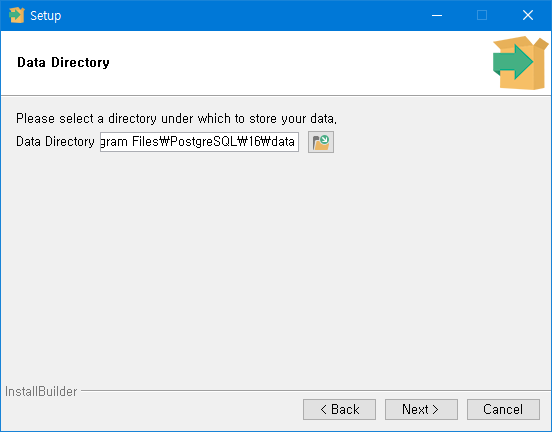 Setup
Data Directory
Please select a directory under which to store your data.
Data Directory gram Files₩PostgreSQL₩16₩data
InstallBuilder
< Back Next > Cancel